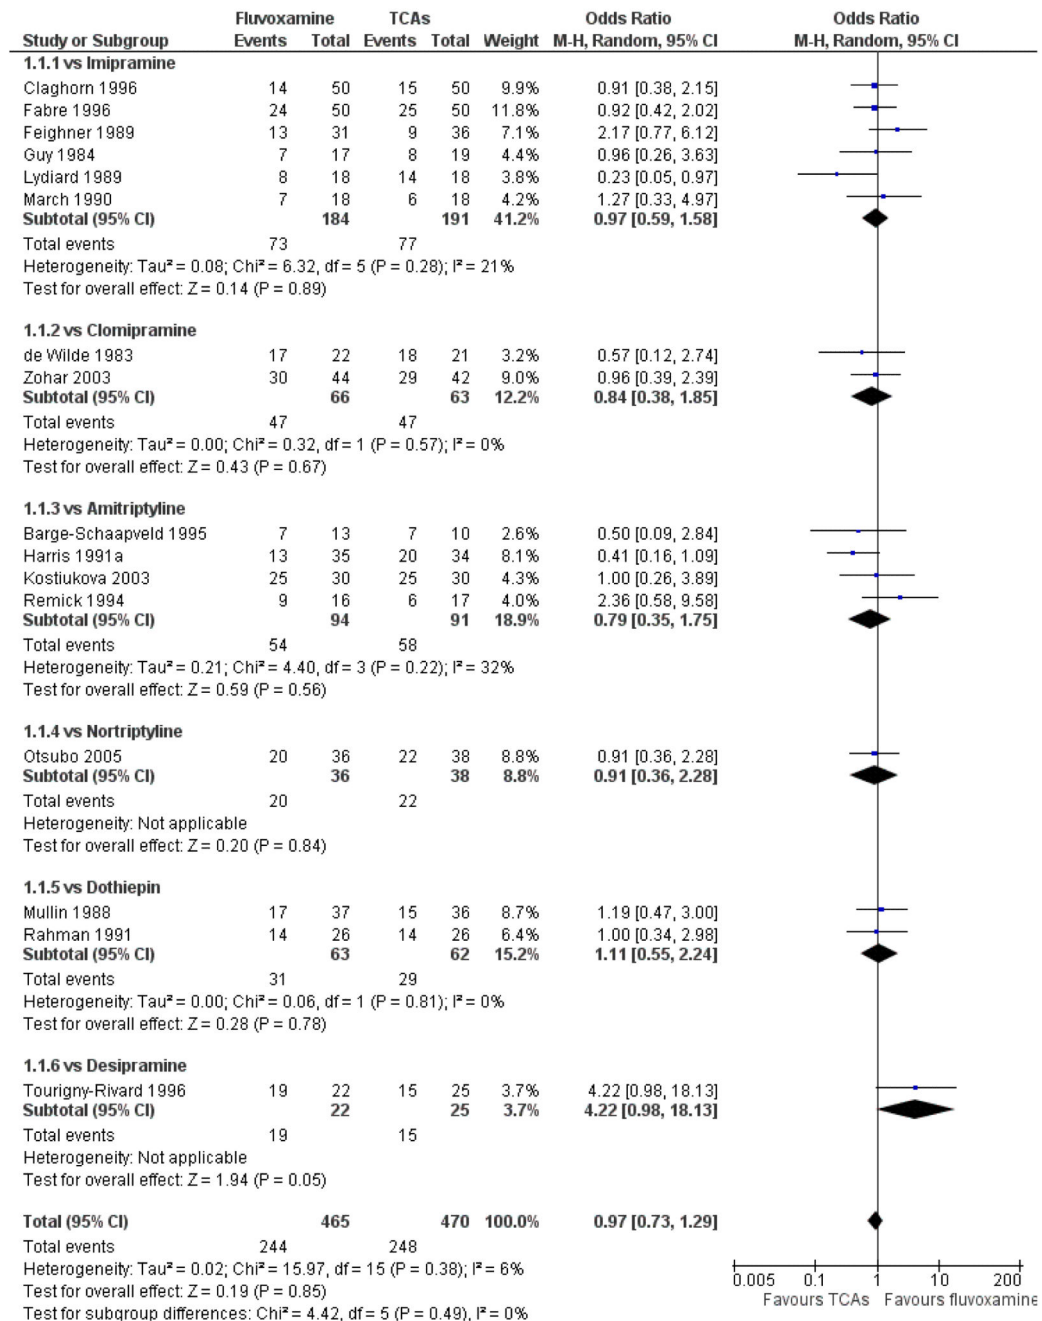 Fluvoxamine TCAs Odds Ratio Odds Ratio
Study or Subgroup Events Total Events Total Weight M-H, Random, 95% CI M-H, Random, 95% CI
1.1.1 vs Imipramine
Claghorn 1996 14 50 15 50 9.9% 0.91 [0.38, 2.15]
Fabre 1996 24 50 25 50 11.8% 0.92 [0.42, 2.02]
Feighner 1989 13 31 9 36 7.1% 2.17 [0.77, 6.12]
Guy 1984 7 17 8 19 4.4% 0.96 [0.26, 3.63]
Lydiard 1989 8 18 14 18 3.8% 0.23 [0.05, 0.97]
March 1990 7 18 6 18 4.2% 1.27 [0.33, 4.97]
Subtotal (95% CI) 184 191 41.2% 0.97 [0.59, 1.58]
Total events 73 77
Heterogeneity: Tau² = 0.08; Chi² = 6.32, df = 5 (P = 0.28); I² = 21%
Test for overall effect: Z = 0.14 (P = 0.89)
1.1.2 vs Clomipramine
de Wilde 1983 17 22 18 21 3.2% 0.57 [0.12, 2.74]
Zohar 2003 30 44 29 42 9.0% 0.96 [0.39, 2.39]
Subtotal (95% CI) 66 63 12.2% 0.84 [0.38, 1.85]
Total events 47 47
Heterogeneity: Tau² = 0.00; Chi² = 0.32, df = 1 (P = 0.57); I² = 0%
Test for overall effect: Z = 0.43 (P = 0.67)
1.1.3 vs Amitriptyline
Barge-Schaapveld 1995 7 13 7 10 2.6% 0.50 [0.09, 2.84]
Harris 1991a 13 35 20 34 8.1% 0.41 [0.16, 1.09]
Kostiukova 2003 25 30 25 30 4.3% 1.00 [0.26, 3.89]
Remick 1994 9 16 6 17 4.0% 2.36 [0.58, 9.58]
Subtotal (95% CI) 94 91 18.9% 0.79 [0.35, 1.75]
Total events 54 58
Heterogeneity: Tau² = 0.21; Chi² = 4.40, df = 3 (P = 0.22); I² = 32%
Test for overall effect: Z = 0.59 (P = 0.56)
1.1.4 vs Nortriptyline
Otsubo 2005 20 36 22 38 8.8% 0.91 [0.36, 2.28]
Subtotal (95% CI) 36 38 8.8% 0.91 [0.36, 2.28]
Total events 20 22
Heterogeneity: Not applicable
Test for overall effect: Z = 0.20 (P = 0.84)
1.1.5 vs Dothiepin
Mullin 1988 17 37 15 36 8.7% 1.19 [0.47, 3.00]
Rahman 1991 14 26 14 26 6.4% 1.00 [0.34, 2.98]
Subtotal (95% CI) 63 62 15.2% 1.11 [0.55, 2.24]
Total events 31 29
Heterogeneity: Tau² = 0.00; Chi² = 0.06, df = 1 (P = 0.81); I² = 0%
Test for overall effect: Z = 0.28 (P = 0.78)
1.1.6 vs Desipramine
Tourigny-Rivard 1996 19 22 15 25 3.7% 4.22 [0.98, 18.13]
Subtotal (95% CI) 22 25 3.7% 4.22 [0.98, 18.13]
Total events 19 15
Heterogeneity: Not applicable
Test for overall effect: Z = 1.94 (P = 0.05)
Total (95% CI) 465 470 100.0% 0.97 [0.73, 1.29]
Total events 244 248
Heterogeneity: Tau² = 0.02; Chi² = 15.97, df = 15 (P = 0.38); I² = 6%
Test for overall effect: Z = 0.19 (P = 0.85)
Test for subgroup differences: Chi² = 4.42, df = 5 (P = 0.49), I² = 0%
0.005 0.1 1 10 200
Favours TCAs Favours fluvoxamine